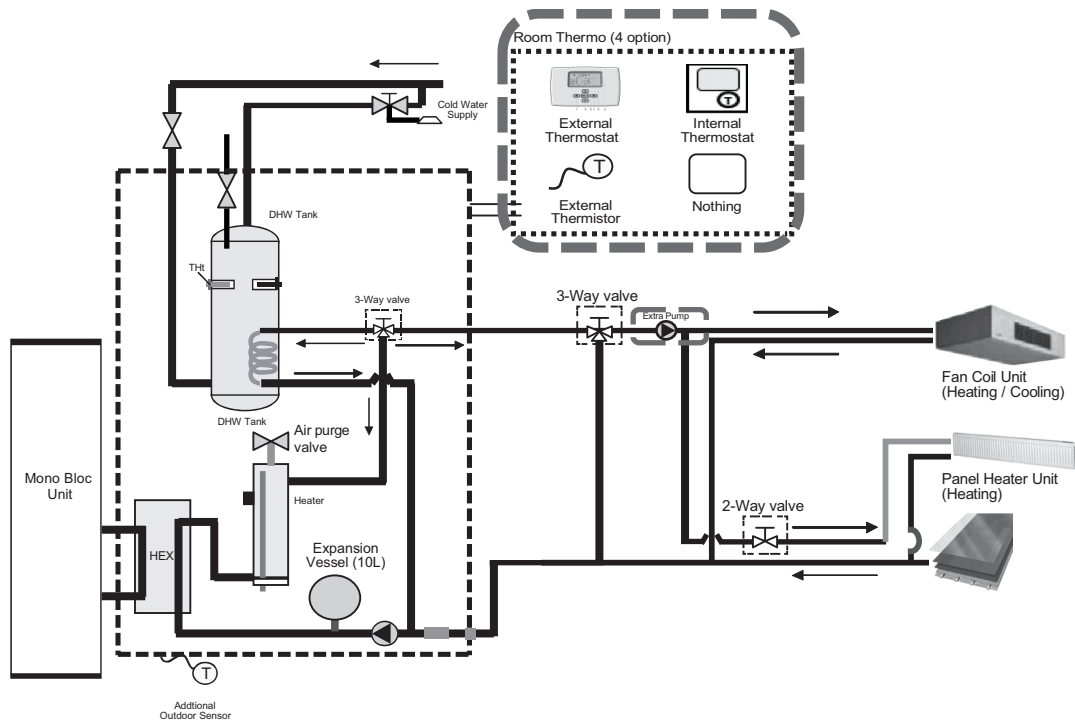 Room Thermo (4 option)
External
Thermostat
Internal
Thermostat
T
T
External
Thermistor
Nothing
Cold Water
Supply
DHW Tank
THt
3-Way valve
3-Way valve
Extra Pump
Fan Coil Unit
(Heating / Cooling)
DHW Tank
Air purge
valve
Heater
Mono Bloc
Unit
HEX
Expansion
Vessel (10L)
2-Way valve
Panel Heater Unit
(Heating)
T
Addtional
Outdoor Sensor